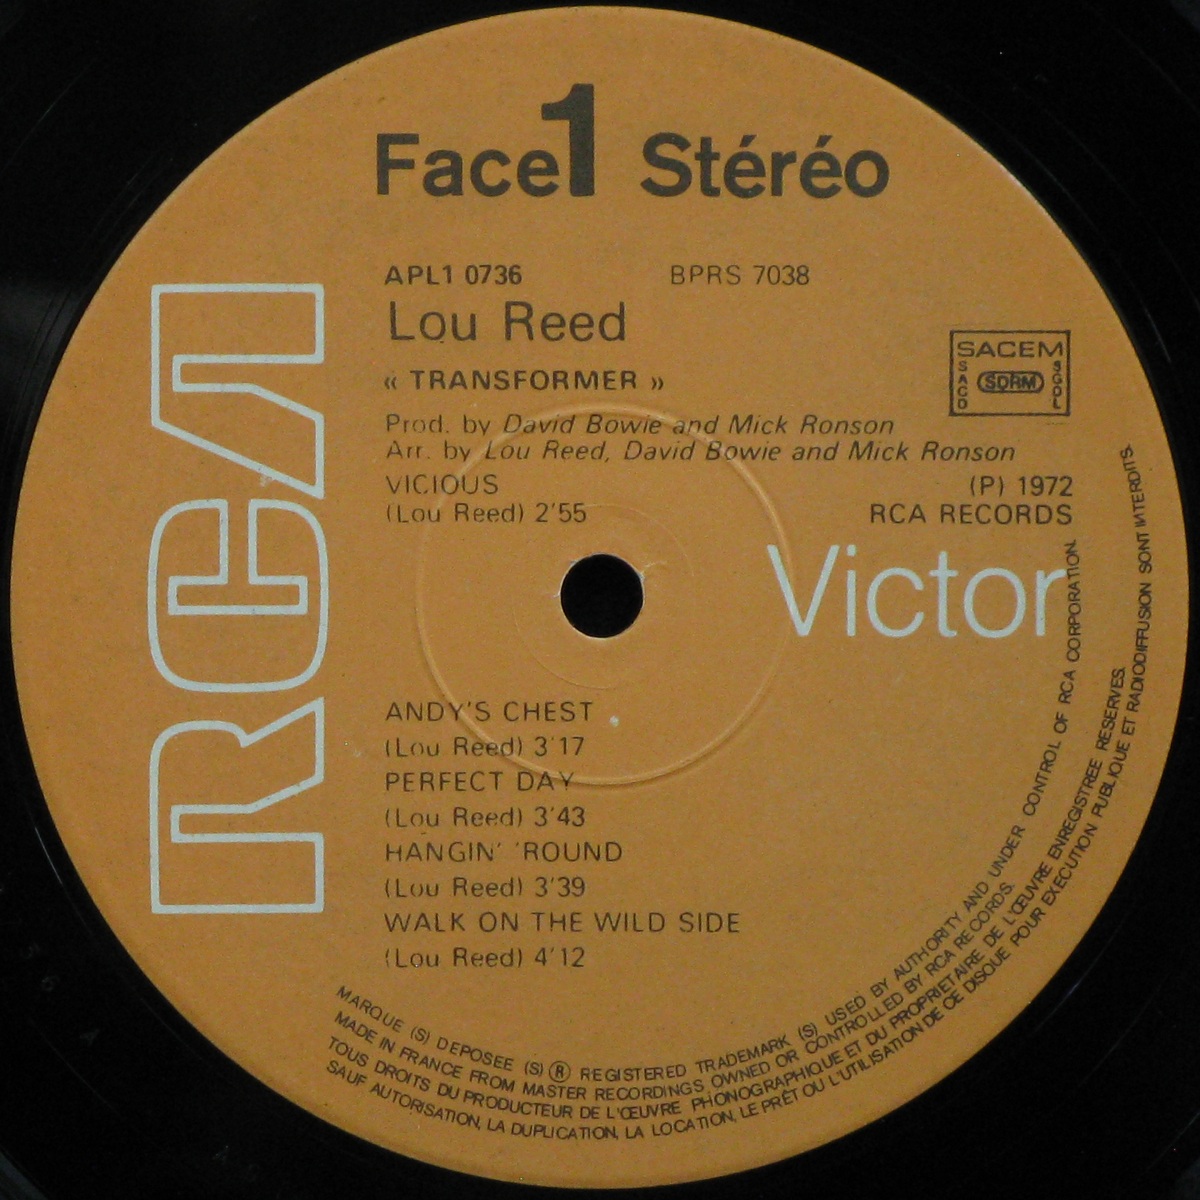 Face 1 Stéréo
APL1 0736 BPRS 7038
Lou Reed
« TRANSFORMER »
SACEM
SACD SDRM SGDL
Prod. by David Bowie and Mick Ronson
Arr. by Lou Reed, David Bowie and Mick Ronson
VICIOUS (P) 1972
(Lou Reed) 2'55 RCA RECORDS
RCA
Victor
ANDY'S CHEST
(Lou Reed) 3'17
PERFECT DAY
(Lou Reed) 3'43
HANGIN' 'ROUND
(Lou Reed) 3'39
WALK ON THE WILD SIDE
(Lou Reed) 4'12
MARQUE (S) DEPOSEE (S) ® REGISTERED TRADEMARK (S) USED BY AUTHORITY AND UNDER CONTROL OF RCA CORPORATION.
MADE IN FRANCE FROM MASTER RECORDINGS OWNED OR CONTROLLED BY RCA RECORDS.
TOUS DROITS DU PRODUCTEUR DE L'ŒUVRE PHONOGRAPHIQUE ET DU PROPRIETAIRE DE L'ŒUVRE ENREGISTREE RESERVES.
SAUF AUTORISATION, LA DUPLICATION, LA LOCATION, LE PRÊT OU L'UTILISATION DE CE DISQUE POUR EXECUTION PUBLIQUE ET RADIODIFFUSION SONT INTERDITS.